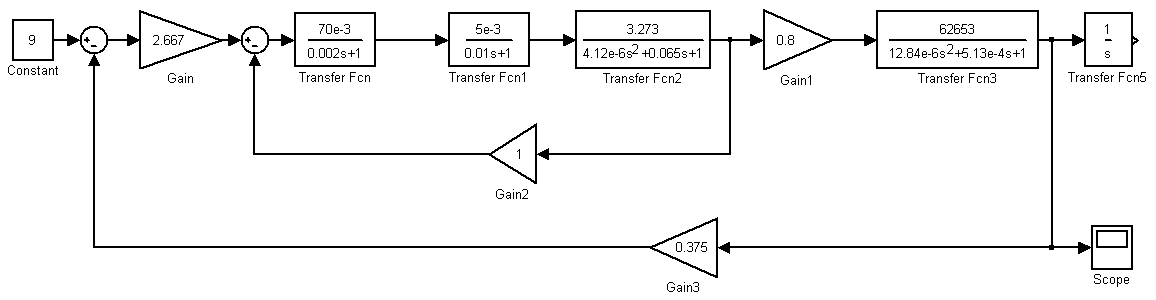 9
Constant
+
-
2.667
Gain
+
-
70e-3
0.002s+1
Transfer Fcn
5e-3
0.01s+1
Transfer Fcn1
3.273
4.12e-6s2+0.065s+1
Transfer Fcn2
0.8
Gain1
62653
12.84e-6s2+5.13e-4s+1
Transfer Fcn3
1
s
Transfer Fcn5
1
Gain2
0.375
Gain3
Scope